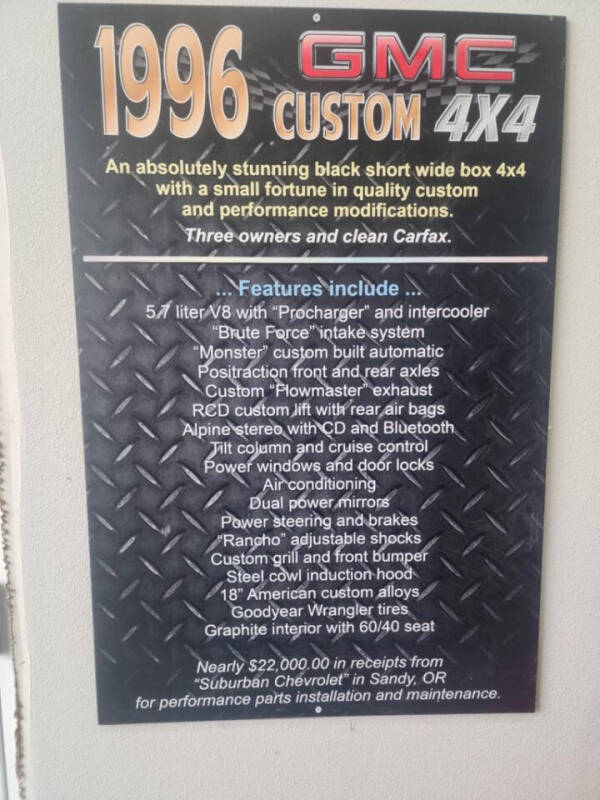 1996 GMC
CUSTOM 4X4
An absolutely stunning black short wide box 4x4
with a small fortune in quality custom
and performance modifications.
Three owners and clean Carfax.
... Features include ...
5.7 liter V8 with “Procharger” and intercooler
“Brute Force” intake system
“Monster” custom built automatic
Positraction front and rear axles
Custom “Flowmaster” exhaust
RCD custom lift with rear air bags
Alpine stereo with CD and Bluetooth
Tilt column and cruise control
Power windows and door locks
Air conditioning
Dual power mirrors
Power steering and brakes
“Rancho” adjustable shocks
Custom grill and front bumper
Steel cowl induction hood
18” American custom alloys
Goodyear Wrangler tires
Graphite interior with 60/40 seat
Nearly $22,000.00 in receipts from
“Suburban Chevrolet” in Sandy, OR
for performance parts installation and maintenance.